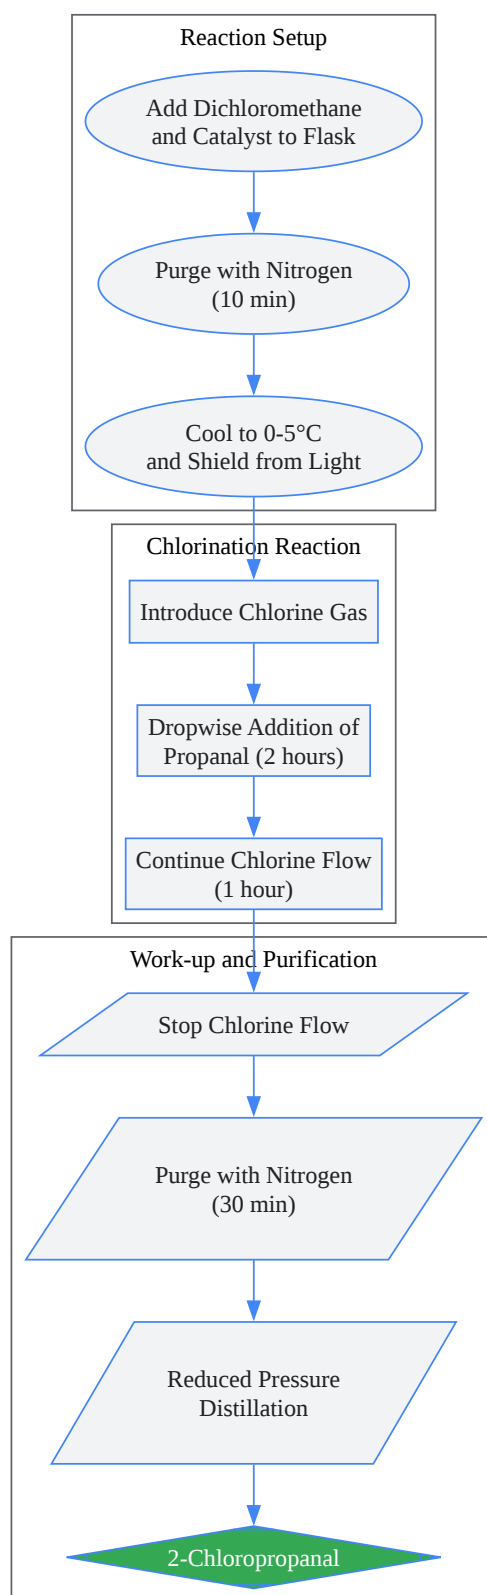 Reaction Setup
Add Dichloromethane
and Catalyst to Flask
Purge with Nitrogen
(10 min)
Cool to 0-5°C
and Shield from Light
Chlorination Reaction
Introduce Chlorine Gas
Dropwise Addition of
Propanal (2 hours)
Continue Chlorine Flow
(1 hour)
Work-up and Purification
Stop Chlorine Flow
Purge with Nitrogen
(30 min)
Reduced Pressure
Distillation
2-Chloropropanal